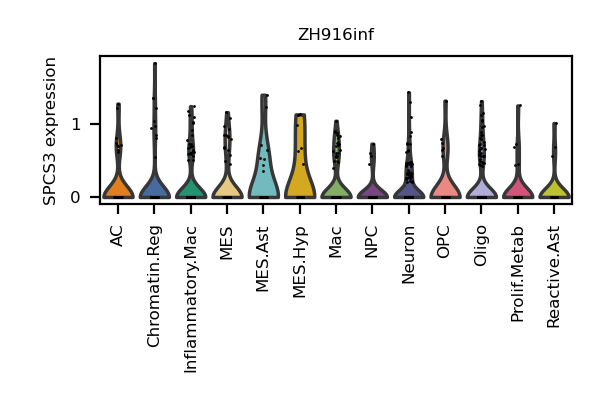 ZH916inf
SPCS3 expression
1
0
AC
Chromatin.Reg
Inflammatory.Mac
MES
MES.Ast
MES.Hyp
Mac
NPC
Neuron
OPC
Oligo
Prolif.Metab
Reactive.Ast